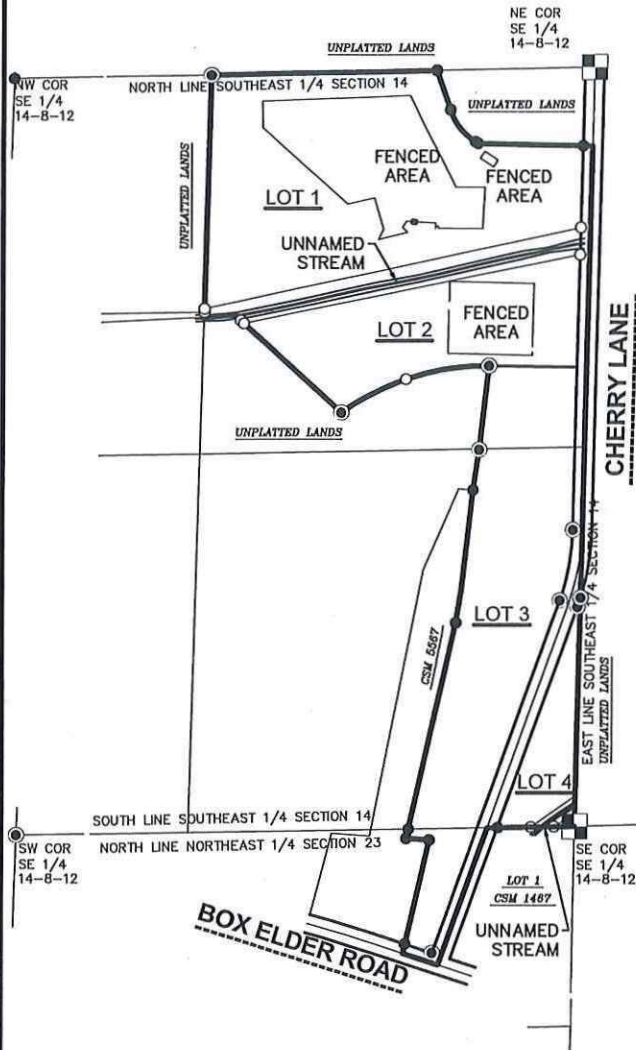 NE COR
SE 1/4
14-8-12
UNPLATTED LANDS
NW COR
SE 1/4
14-8-12
NORTH LINE SOUTHEAST 1/4 SECTION 14
UNPLATTED LANDS
FENCED
AREA
FENCED
AREA
LOT 1
UNPLATTED LANDS
UNNAMED
STREAM
LOT 2
FENCED
AREA
CHERRY LANE
UNPLATTED LANDS
EAST LINE SOUTHEAST 1/4 SECTION 14
UNPLATTED LANDS
LOT 3
CSM 5567
LOT 4
SOUTH LINE SOUTHEAST 1/4 SECTION 14
NORTH LINE NORTHEAST 1/4 SECTION 23
SW COR
SE 1/4
14-8-12
SE COR
SE 1/4
14-8-12
LOT 1
CSM 1467
UNNAMED
STREAM
BOX ELDER ROAD